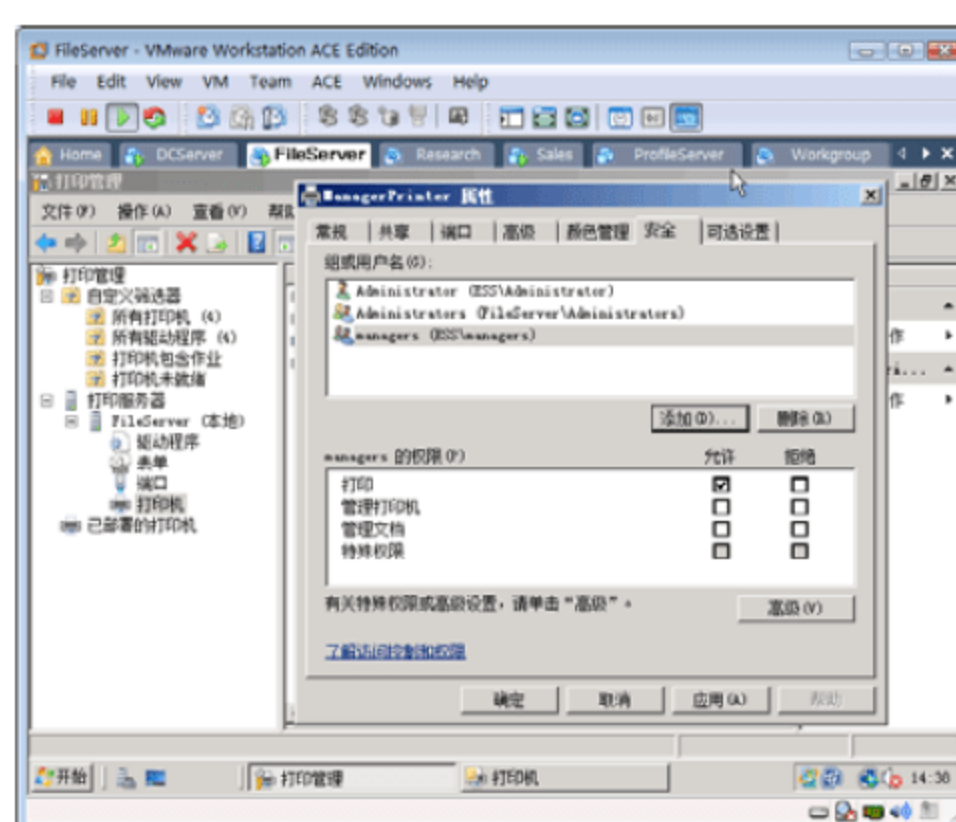 FileServer - VMware Workstation ACE Edition
File Edit View VM Team ACE Windows Help
Home DCServer FileServer Research Sales ProfileServer Workgroup
打印管理
文件(F) 操作(A) 查看(V) 帮助
ManagerPrinter 属性
常规 共享 端口 高级 颜色管理 安全 可选设置
组或用户名(G):
Administrator (ESS\Administrator)
Administrators (FileServer\Administrators)
managers (ESS\managers)
添加(D)... 删除(R)
managers 的权限(P) 允许 拒绝
打印
管理打印机
管理文档
特殊权限
有关特殊权限或高级设置，请单击“高级”。
高级(V)
了解访问控制和权限
确定 取消 应用(A) 帮助
打印管理
自定义筛选器
所有打印机 (4)
所有驱动程序 (4)
打印机包含作业
打印机未就绪
打印服务器
FileServer (本地)
驱动程序
表单
端口
打印机
已部署的打印机
作
作
开始 打印管理 打印机 14:38